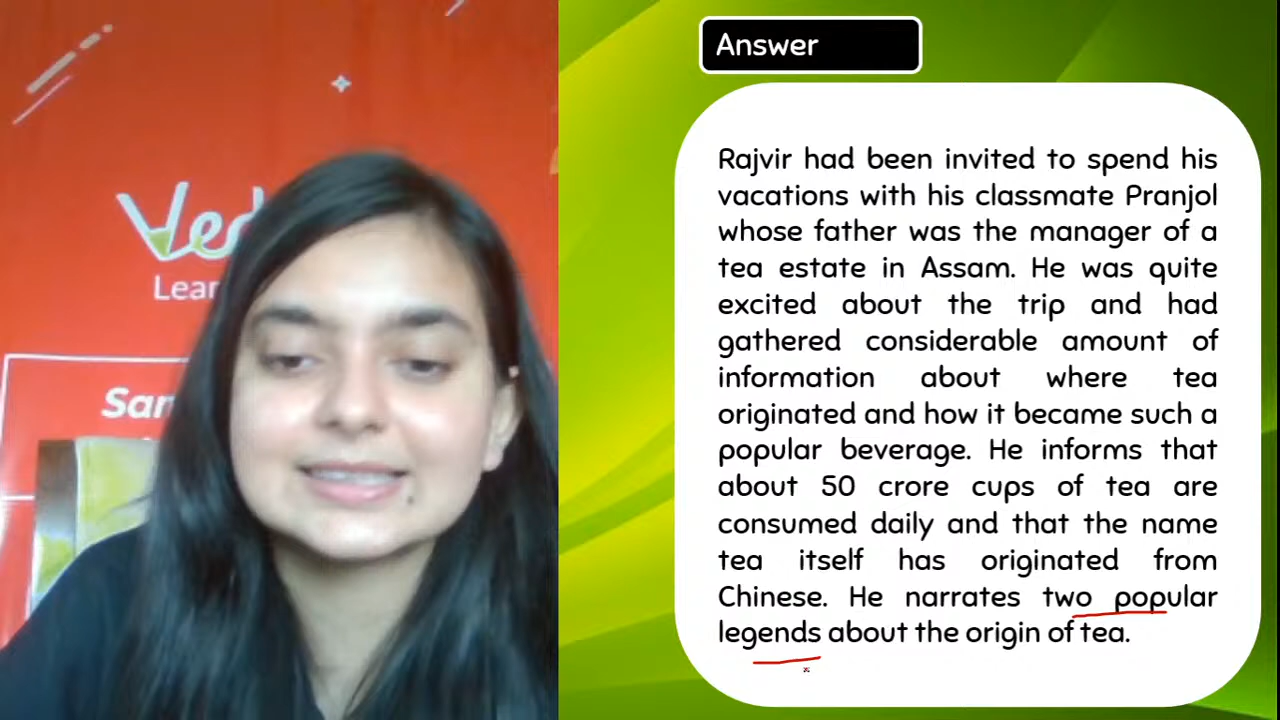 Answer
Rajvir had been invited to spend his
vacations with his classmate Pranjol
whose father was the manager of a
tea estate in Assam. He was quite
excited about the trip and had
gathered considerable amount of
information about where tea
originated and how it became such a
popular beverage. He informs that
about 50 crore cups of tea are
consumed daily and that the name
tea itself has originated from
Chinese. He narrates two popular
legends about the origin of tea.